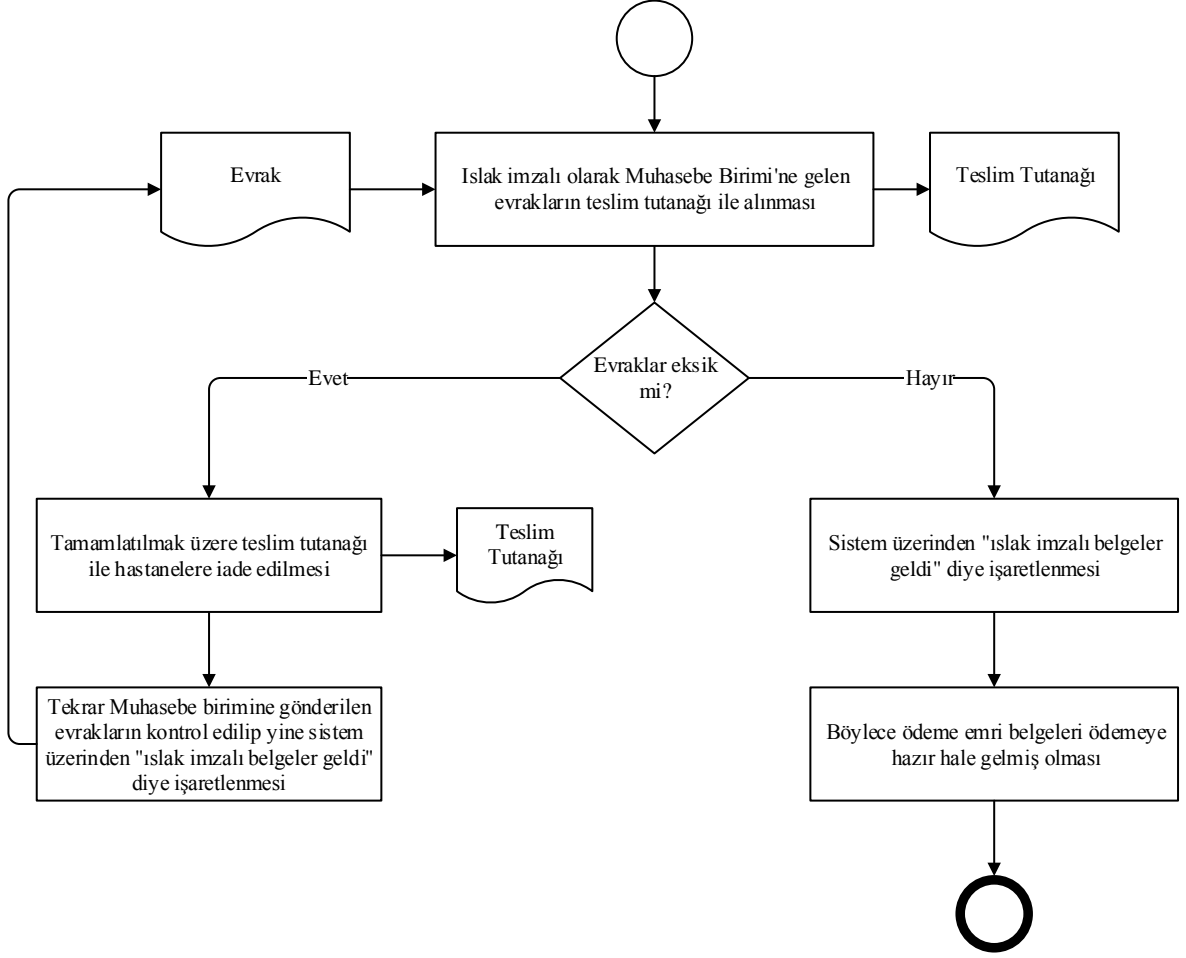 Evrak
Islak imzalı olarak Muhasebe Birimi'ne gelen
evrakların teslim tutanağı ile alınması
Teslim Tutanağı
Evraklar eksik
mi?
Evet
Hayır
Tamamlatılmak üzere teslim tutanağı
ile hastanelere iade edilmesi
Teslim
Tutanağı
Sistem üzerinden "ıslak imzalı belgeler
geldi" diye işaretlenmesi
Tekrar Muhasebe birimine gönderilen
evrakların kontrol edilip yine sistem
üzerinden "ıslak imzalı belgeler geldi"
diye işaretlenmesi
Böylece ödeme emri belgeleri ödemeye
hazır hale gelmiş olması